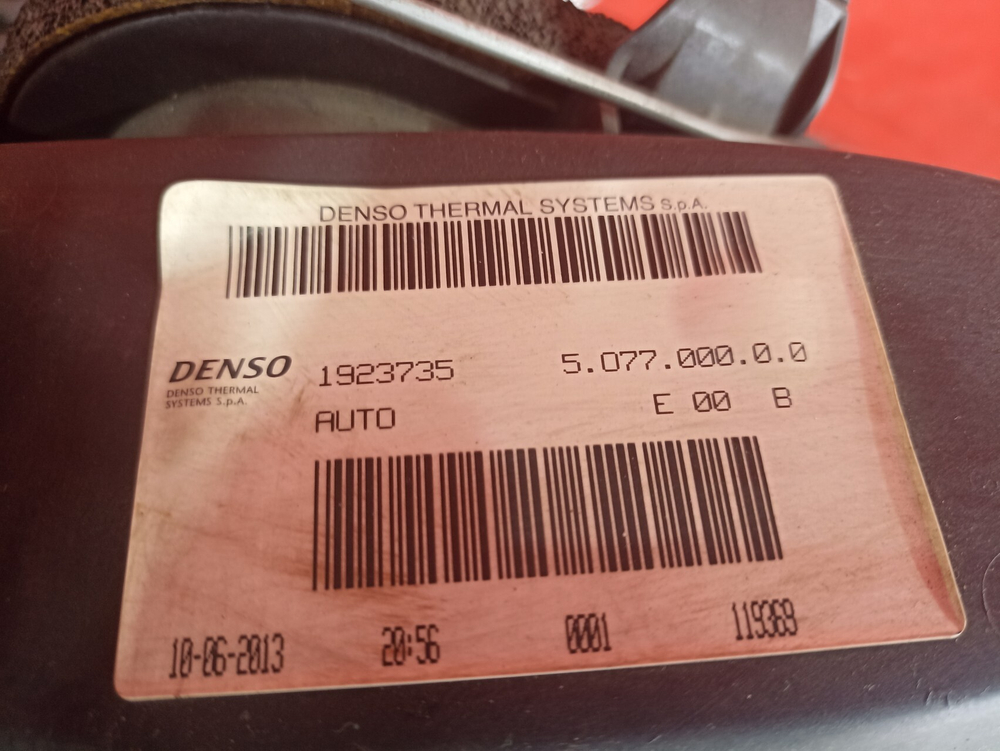 DENSO THERMAL SYSTEMS S.p.A.
DENSO
DENSO THERMAL
SYSTEMS S.p.A.
1923735 5.077.000.0.0
AUTO E 00 B
10-06-2013 20:56 0001 119369